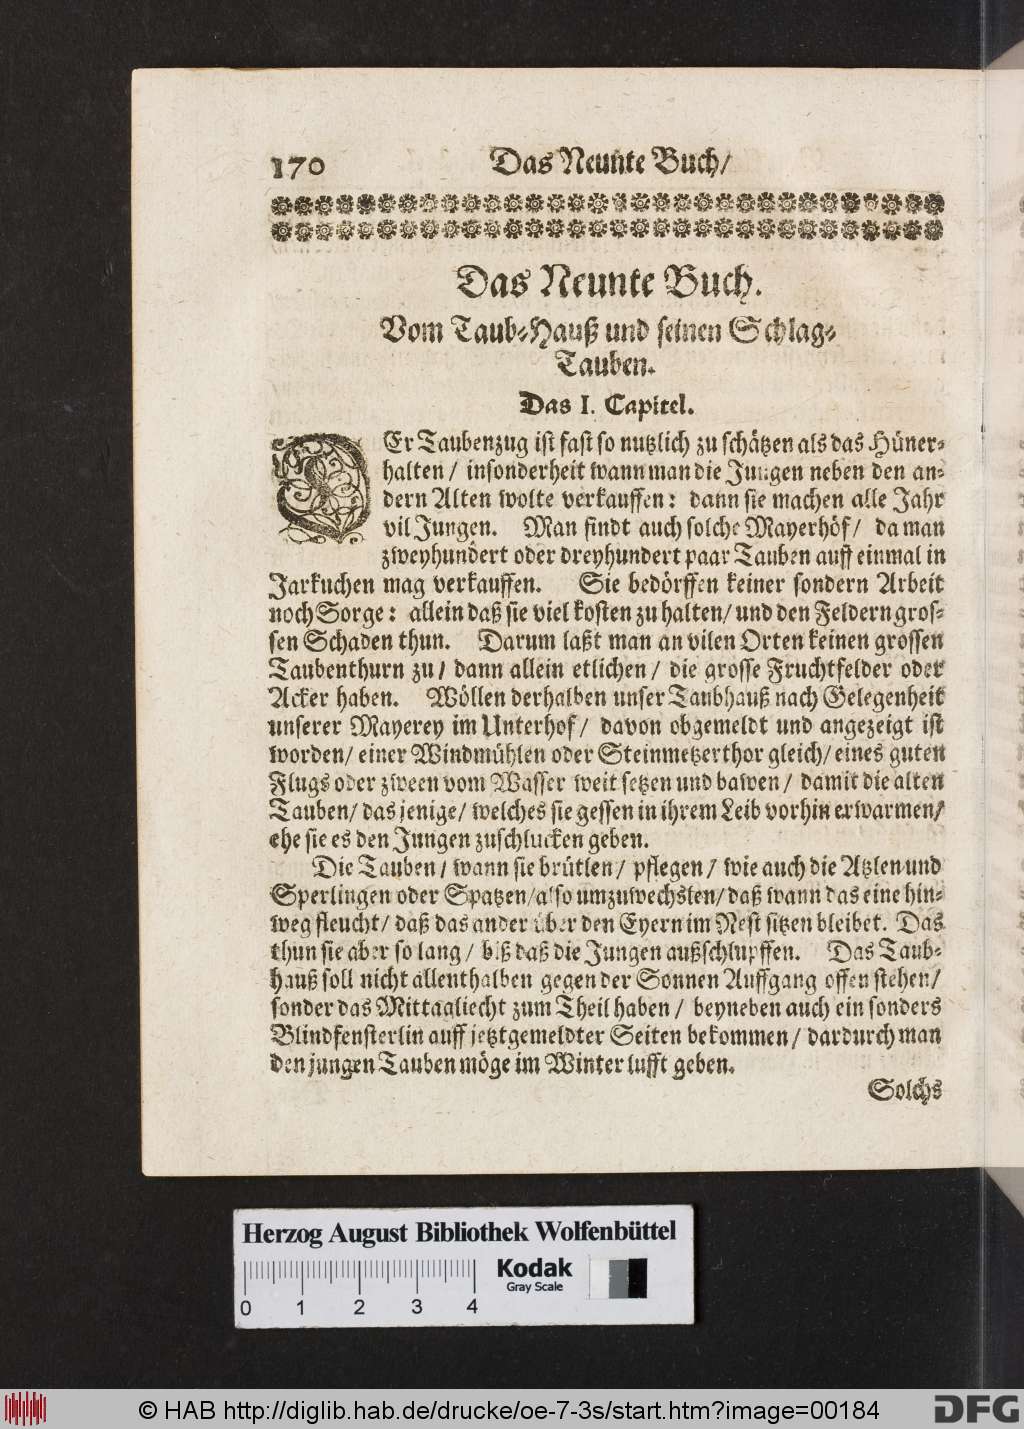 170 Das Neunte Buch/
Das Neunte Buch.
Vom Taub-Hauß und seinen Schlag-
Tauben.
Das I. Capitel.
DEr Taubenzug ist fast so nutzlich zu schätzen als das Hüner-
halten / insonderheit wann man die Jungen neben den an-
dern Alten wolte verkauffen: dann sie machen alle Jahr
vil Jungen. Man findt auch solche Mayerhöf / da man
zweyhundert oder dreyhundert paar Tauben auff einmal in
Jarkuchen mag verkauffen. Sie bedörffen keiner sondern Arbeit
noch Sorge: allein daß sie viel kosten zu halten/ und den Feldern gros-
sen Schaden thun. Darum laßt man an vilen Orten keinen grossen
Taubenthurn zu / dann allein etlichen / die grosse Fruchtfelder oder
Acker haben. Wöllen derhalben unser Taubhauß nach Gelegenheit
unserer Mayerey im Unterhof / davon obgemeldt und angezeigt ist
worden/ einer Windmühlen oder Steinmetzerthor gleich/ eines guten
Flugs oder zween vom Wasser weit setzen und bawen / damit die alten
Tauben/ das jenige/ welches sie gessen in ihrem Leib vorhin erwarmen/
ehe sie es den Jungen zuschlucken geben.
Die Tauben / wann sie brütlen / pflegen / wie auch die Atzlen und
Sperlingen oder Spatzen/also umzuwechslen/ daß wann das eine hin-
weg fleucht/ daß das ander über den Eyern im Nest sitzen bleibet. Das
thun sie aber so lang / biß daß die Jungen außschlupffen. Das Taub-
hauß soll nicht allenthalben gegen der Sonnen Auffgang offen stehen/
sonder das Mittagliecht zum Theil haben / beyneben auch ein sonders
Blindfensterlin auff jetztgemeldter Seiten bekommen / dardurch man
den jungen Tauben möge im Winter lufft geben.
Solchs
Herzog August Bibliothek Wolfenbüttel
Kodak
Gray Scale
0 1 2 3 4
© HAB http://diglib.hab.de/drucke/oe-7-3s/start.htm?image=00184
DFG